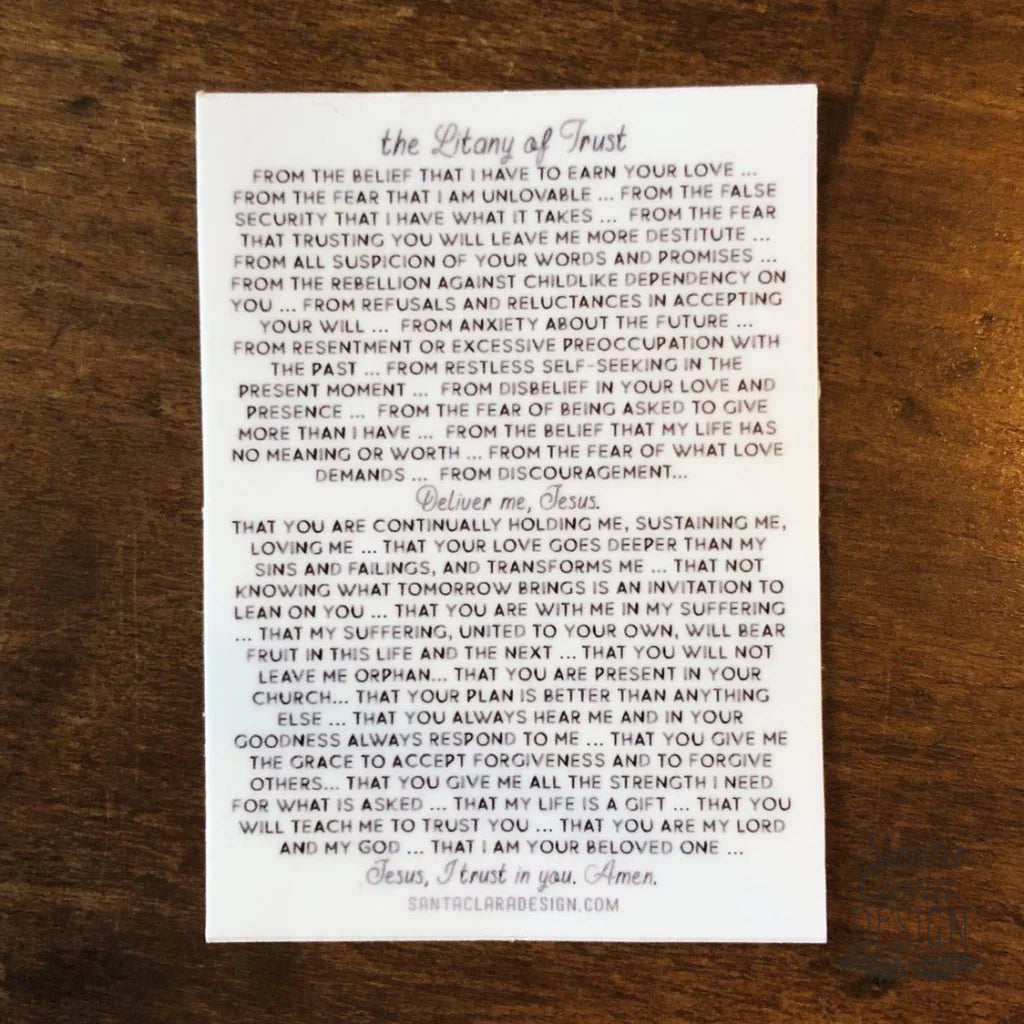 the Litany of Trust
FROM THE BELIEF THAT I HAVE TO EARN YOUR LOVE ...
FROM THE FEAR THAT I AM UNLOVABLE ... FROM THE FALSE
SECURITY THAT I HAVE WHAT IT TAKES ... FROM THE FEAR
THAT TRUSTING YOU WILL LEAVE ME MORE DESTITUTE ...
FROM ALL SUSPICION OF YOUR WORDS AND PROMISES ...
FROM THE REBELLION AGAINST CHILDLIKE DEPENDENCY ON
YOU ... FROM REFUSALS AND RELUCTANCES IN ACCEPTING
YOUR WILL ... FROM ANXIETY ABOUT THE FUTURE ...
FROM RESENTMENT OR EXCESSIVE PREOCCUPATION WITH
THE PAST ... FROM RESTLESS SELF-SEEKING IN THE
PRESENT MOMENT ... FROM DISBELIEF IN YOUR LOVE AND
PRESENCE ... FROM THE FEAR OF BEING ASKED TO GIVE
MORE THAN I HAVE ... FROM THE BELIEF THAT MY LIFE HAS
NO MEANING OR WORTH ... FROM THE FEAR OF WHAT LOVE
DEMANDS ... FROM DISCOURAGEMENT...
Deliver me, Jesus.
THAT YOU ARE CONTINUALLY HOLDING ME, SUSTAINING ME,
LOVING ME ... THAT YOUR LOVE GOES DEEPER THAN MY
SINS AND FAILINGS, AND TRANSFORMS ME ... THAT NOT
KNOWING WHAT TOMORROW BRINGS IS AN INVITATION TO
LEAN ON YOU ... THAT YOU ARE WITH ME IN MY SUFFERING
... THAT MY SUFFERING, UNITED TO YOUR OWN, WILL BEAR
FRUIT IN THIS LIFE AND THE NEXT ... THAT YOU WILL NOT
LEAVE ME ORPHAN... THAT YOU ARE PRESENT IN YOUR
CHURCH... THAT YOUR PLAN IS BETTER THAN ANYTHING
ELSE ... THAT YOU ALWAYS HEAR ME AND IN YOUR
GOODNESS ALWAYS RESPOND TO ME ... THAT YOU GIVE ME
THE GRACE TO ACCEPT FORGIVENESS AND TO FORGIVE
OTHERS... THAT YOU GIVE ME ALL THE STRENGTH I NEED
FOR WHAT IS ASKED ... THAT MY LIFE IS A GIFT ... THAT YOU
WILL TEACH ME TO TRUST YOU ... THAT YOU ARE MY LORD
AND MY GOD ... THAT I AM YOUR BELOVED ONE ...
Jesus, I trust in you. Amen.
SANTACLARADESIGN.COM
DESIGN